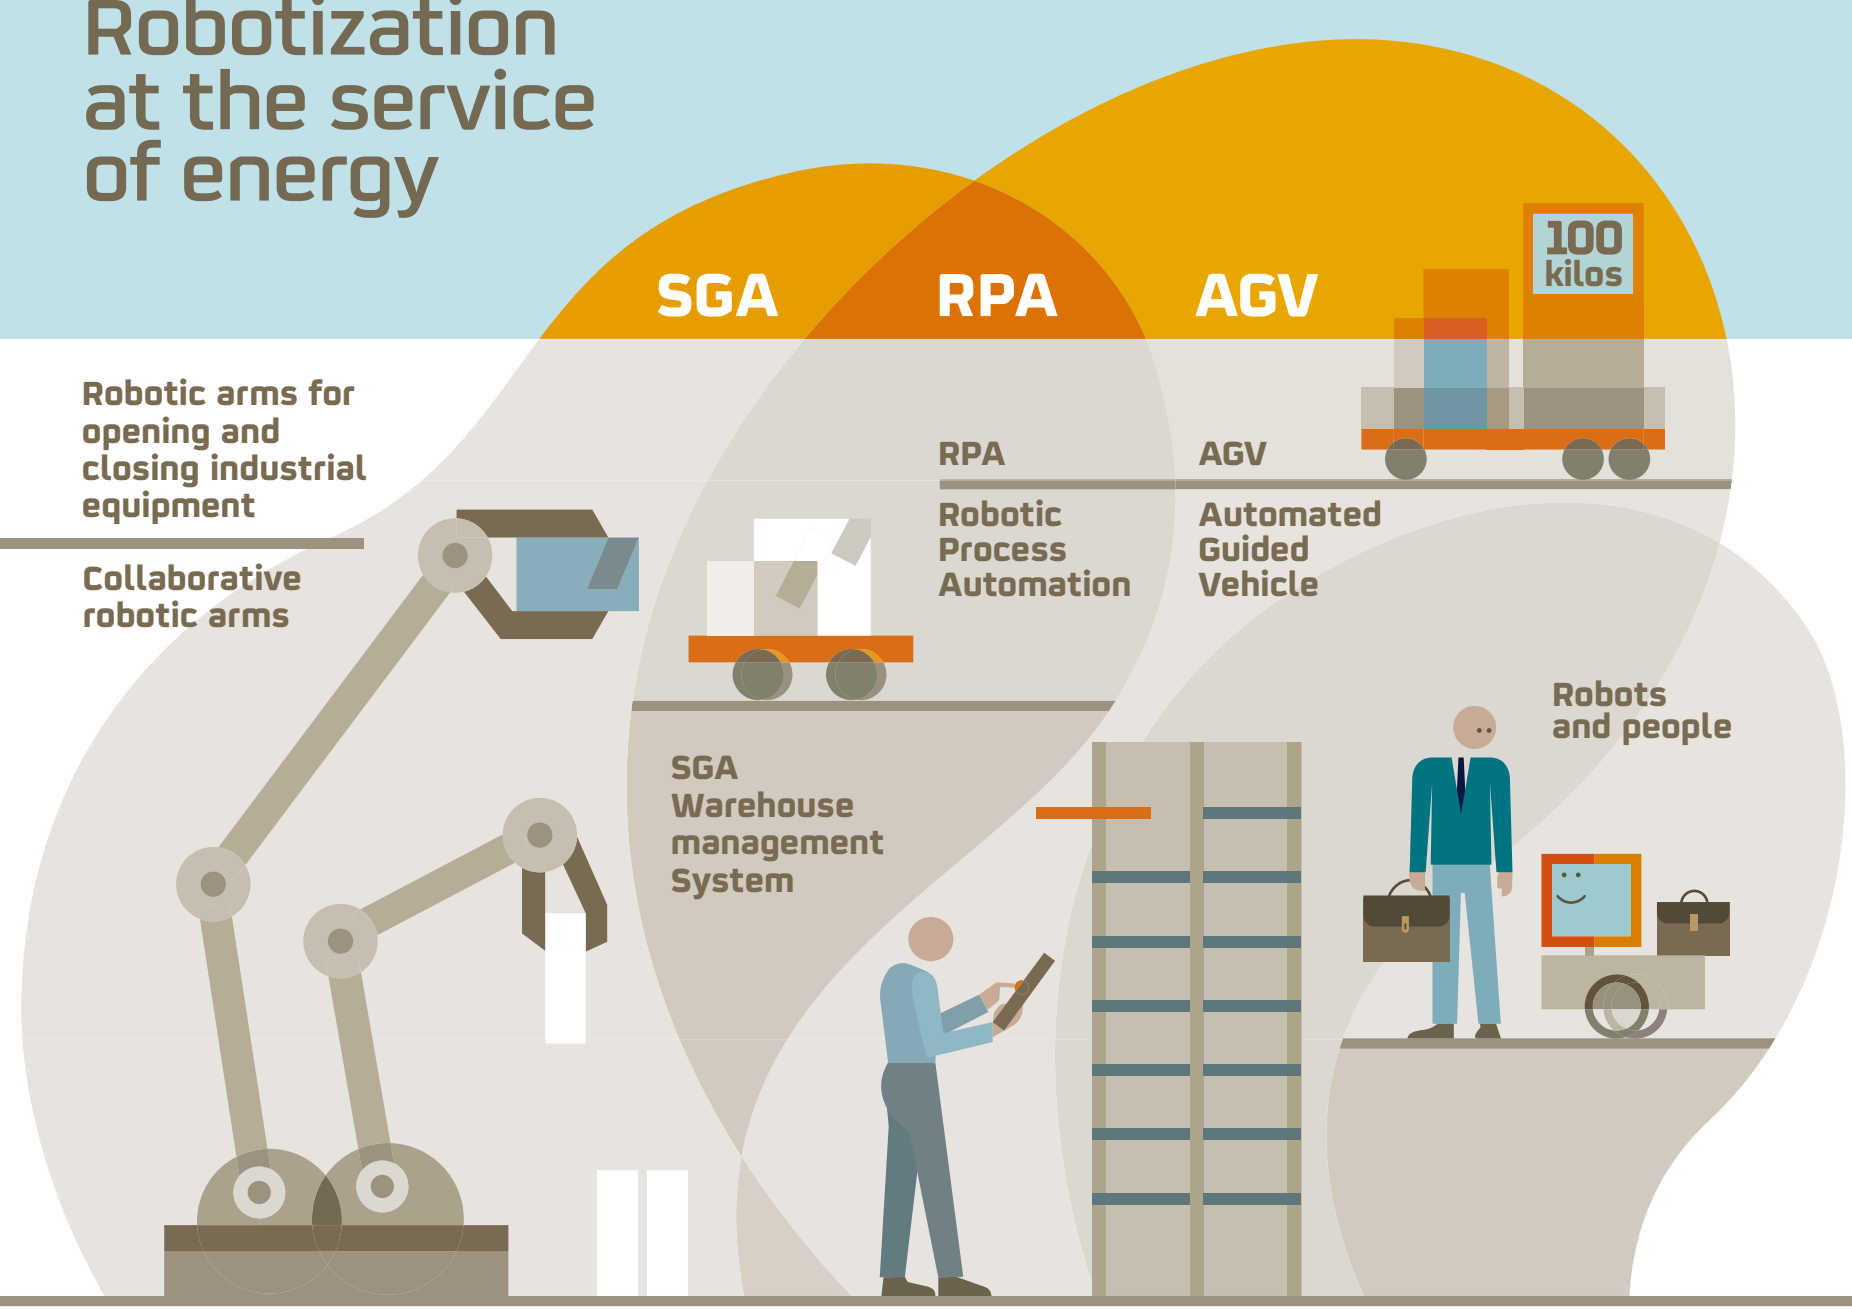 Robotization
at the service
of energy
SGA
RPA
AGV
100
kilos
Robotic arms for
opening and
closing industrial
equipment
Collaborative
robotic arms
RPA
Robotic
Process
Automation
AGV
Automated
Guided
Vehicle
SGA
Warehouse
management
System
Robots
and people